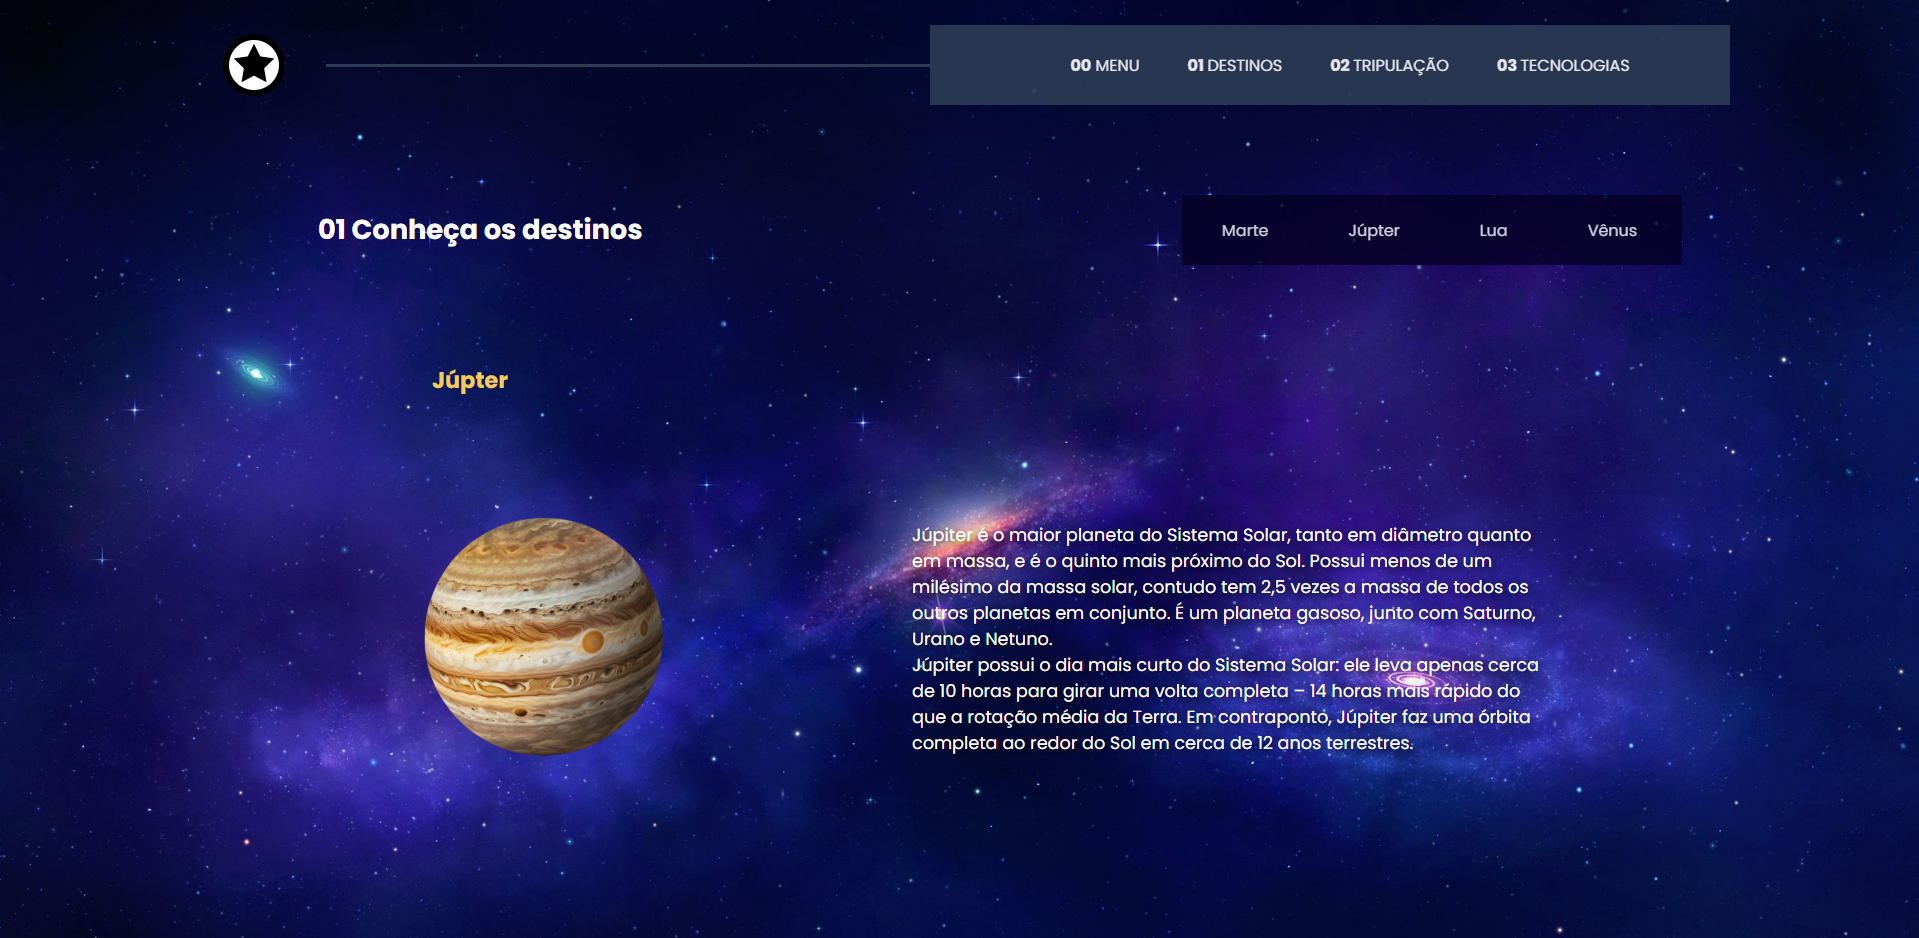 00 MENU 01 DESTINOS 02 TRIPULAÇÃO 03 TECNOLOGIAS
01 Conheça os destinos
Marte Júpter Lua Vênus
Júpter
Júpiter é o maior planeta do Sistema Solar, tanto em diâmetro quanto
em massa, e é o quinto mais próximo do Sol. Possui menos de um
milésimo da massa solar, contudo tem 2,5 vezes a massa de todos os
outros planetas em conjunto. É um planeta gasoso, junto com Saturno,
Urano e Netuno.
Júpiter possui o dia mais curto do Sistema Solar: ele leva apenas cerca
de 10 horas para girar uma volta completa – 14 horas mais rápido do
que a rotação média da Terra. Em contraponto, Júpiter faz uma órbita
completa ao redor do Sol em cerca de 12 anos terrestres.